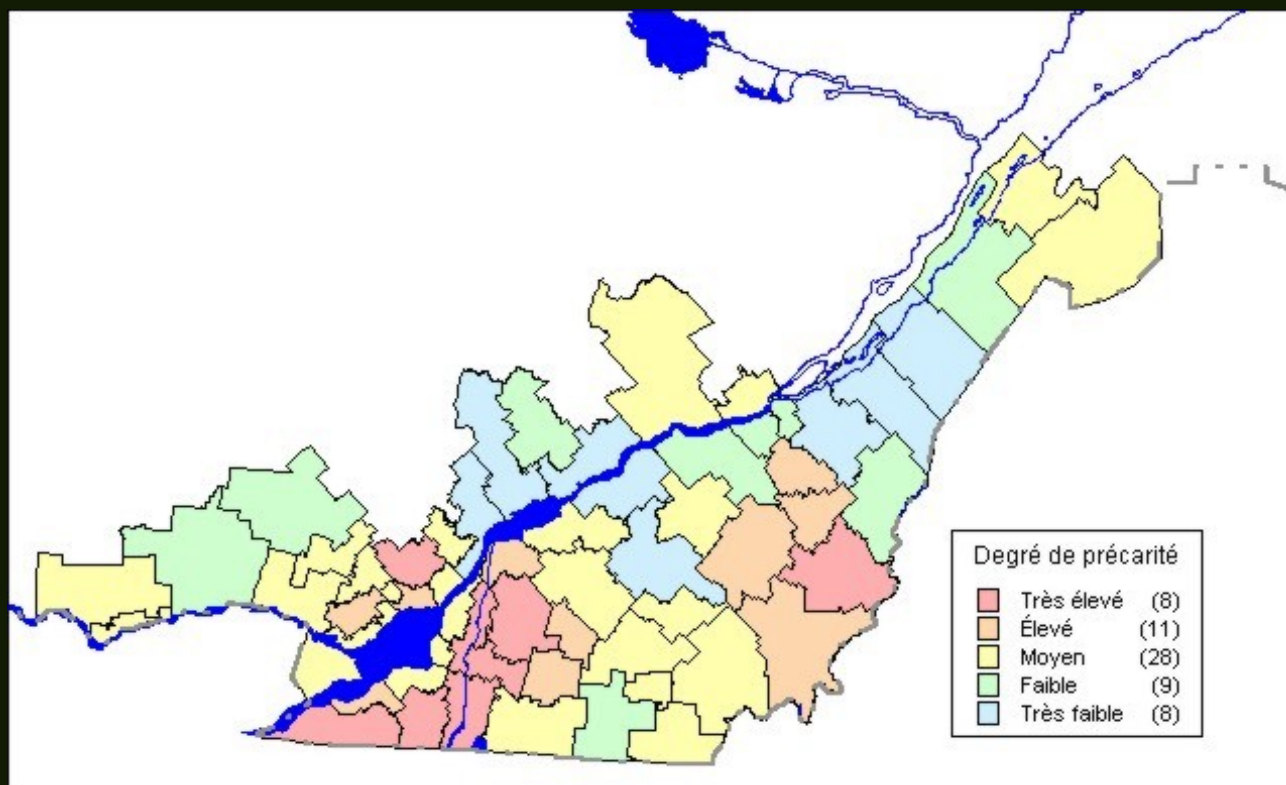 Degré de précarité
Très élevé (8)
Élevé (11)
Moyen (28)
Faible (9)
Très faible (8)